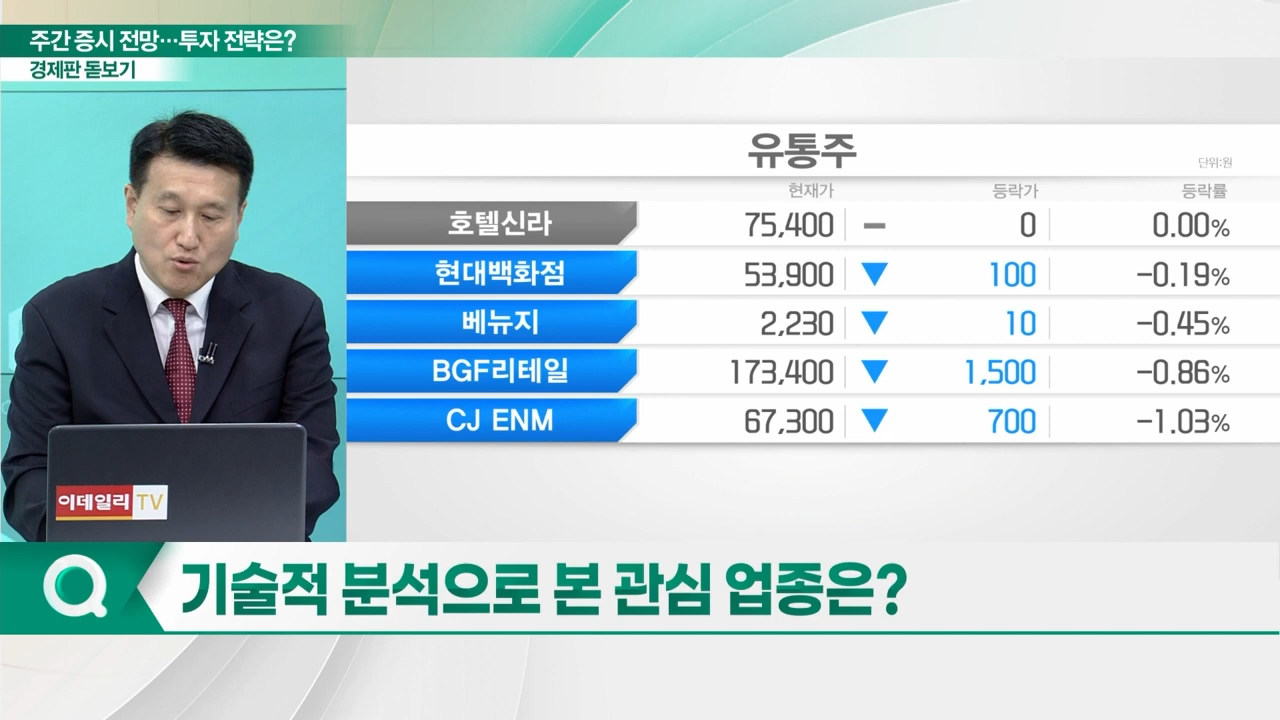 주간 증시 전망…투자 전략은?
경제판 돋보기
유통주
단위:원
현재가 등락가 등락률
호텔신라 75,400 – 0 0.00%
현대백화점 53,900 ▼ 100 -0.19%
베뉴지 2,230 ▼ 10 -0.45%
BGF리테일 173,400 ▼ 1,500 -0.86%
CJ ENM 67,300 ▼ 700 -1.03%
이데일리 TV
Q 기술적 분석으로 본 관심 업종은?